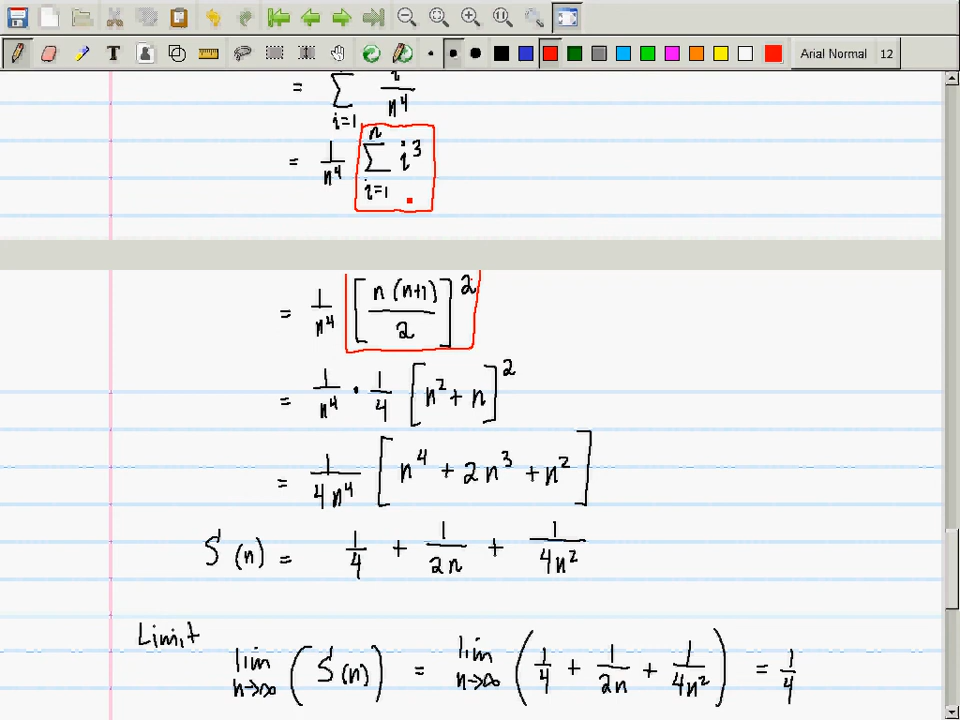 Arial Normal 12
= ∑ i=1 i/n⁴
= 1/n⁴ ∑ i=1 n i³
= 1/n⁴ [n(n+1)/2]²
= 1/n⁴ · 1/4 [n² + n]²
= 1/4n⁴ [n⁴ + 2n³ + n²]
S(n) = 1/4 + 1/2n + 1/4n²
Limit
lim n→∞ (S(n)) = lim n→∞ (1/4 + 1/2n + 1/4n²) = 1/4